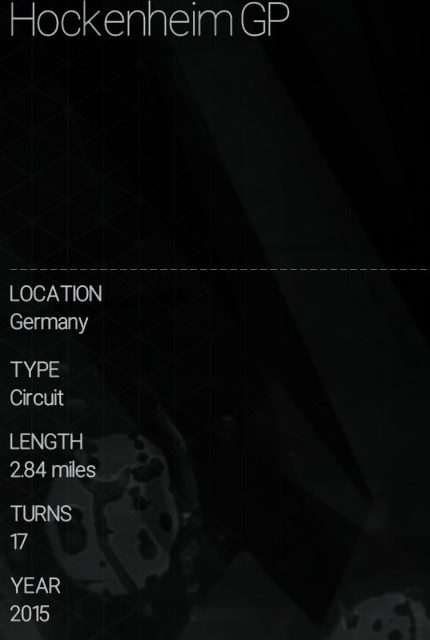 Hockenheim GP
LOCATION
Germany
TYPE
Circuit
LENGTH
2.84 miles
TURNS
17
YEAR
2015